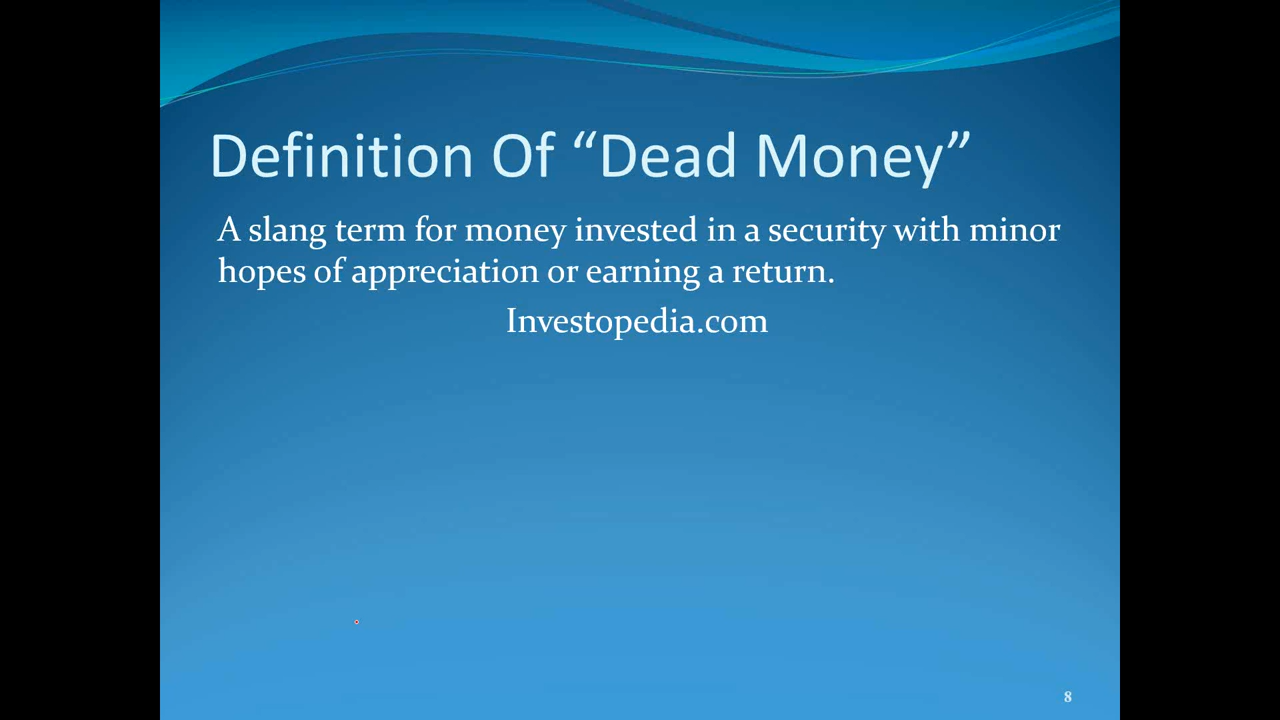 Definition Of “Dead Money”
A slang term for money invested in a security with minor
hopes of appreciation or earning a return.
Investopedia.com
8